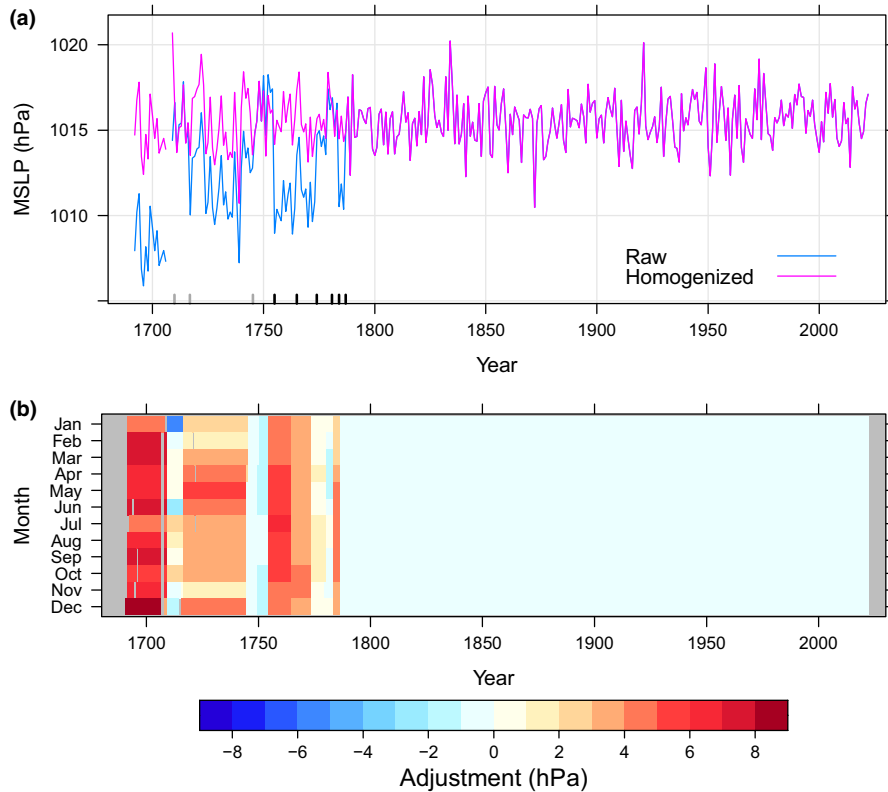 (a)
1020
1015
1010
MSLP (hPa)
Raw
Homogenized
1700 1750 1800 1850 1900 1950 2000
Year
(b)
Jan
Feb
Mar
Apr
May
Jun
Jul
Aug
Sep
Oct
Nov
Dec
Month
1700 1750 1800 1850 1900 1950 2000
Year
−8 −6 −4 −2 0 2 4 6 8
Adjustment (hPa)